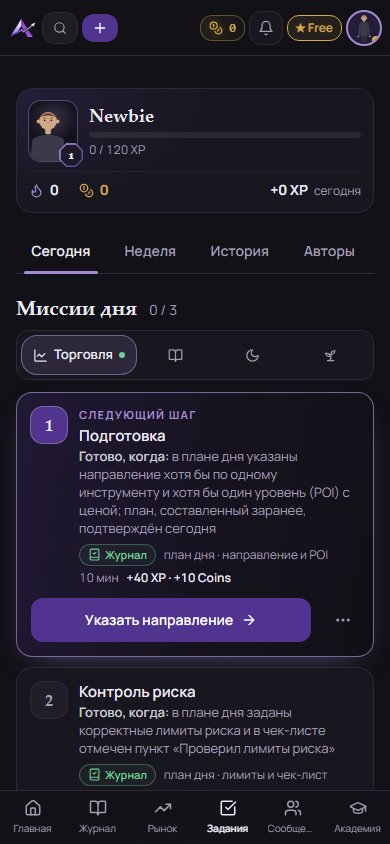 0
Free
Newbie
1
0 / 120 XP
0
0
+0 XP сегодня
Сегодня
Неделя
История
Авторы
Миссии дня 0 / 3
Торговля
1
СЛЕДУЮЩИЙ ШАГ
Подготовка
Готово, когда: в плане дня указаны
направление хотя бы по одному
инструменту и хотя бы один уровень (POI) с
ценой; план, составленный заранее,
подтверждён сегодня
Журнал план дня · направление и POI
10 мин +40 XP · +10 Coins
Указать направление →
2
Контроль риска
Готово, когда: в плане дня заданы
корректные лимиты риска и в чек-листе
отмечен пункт «Проверил лимиты риска»
Журнал план дня · лимиты и чек-лист
Главная
Журнал
Рынок
Задания
Сообще...
Академия